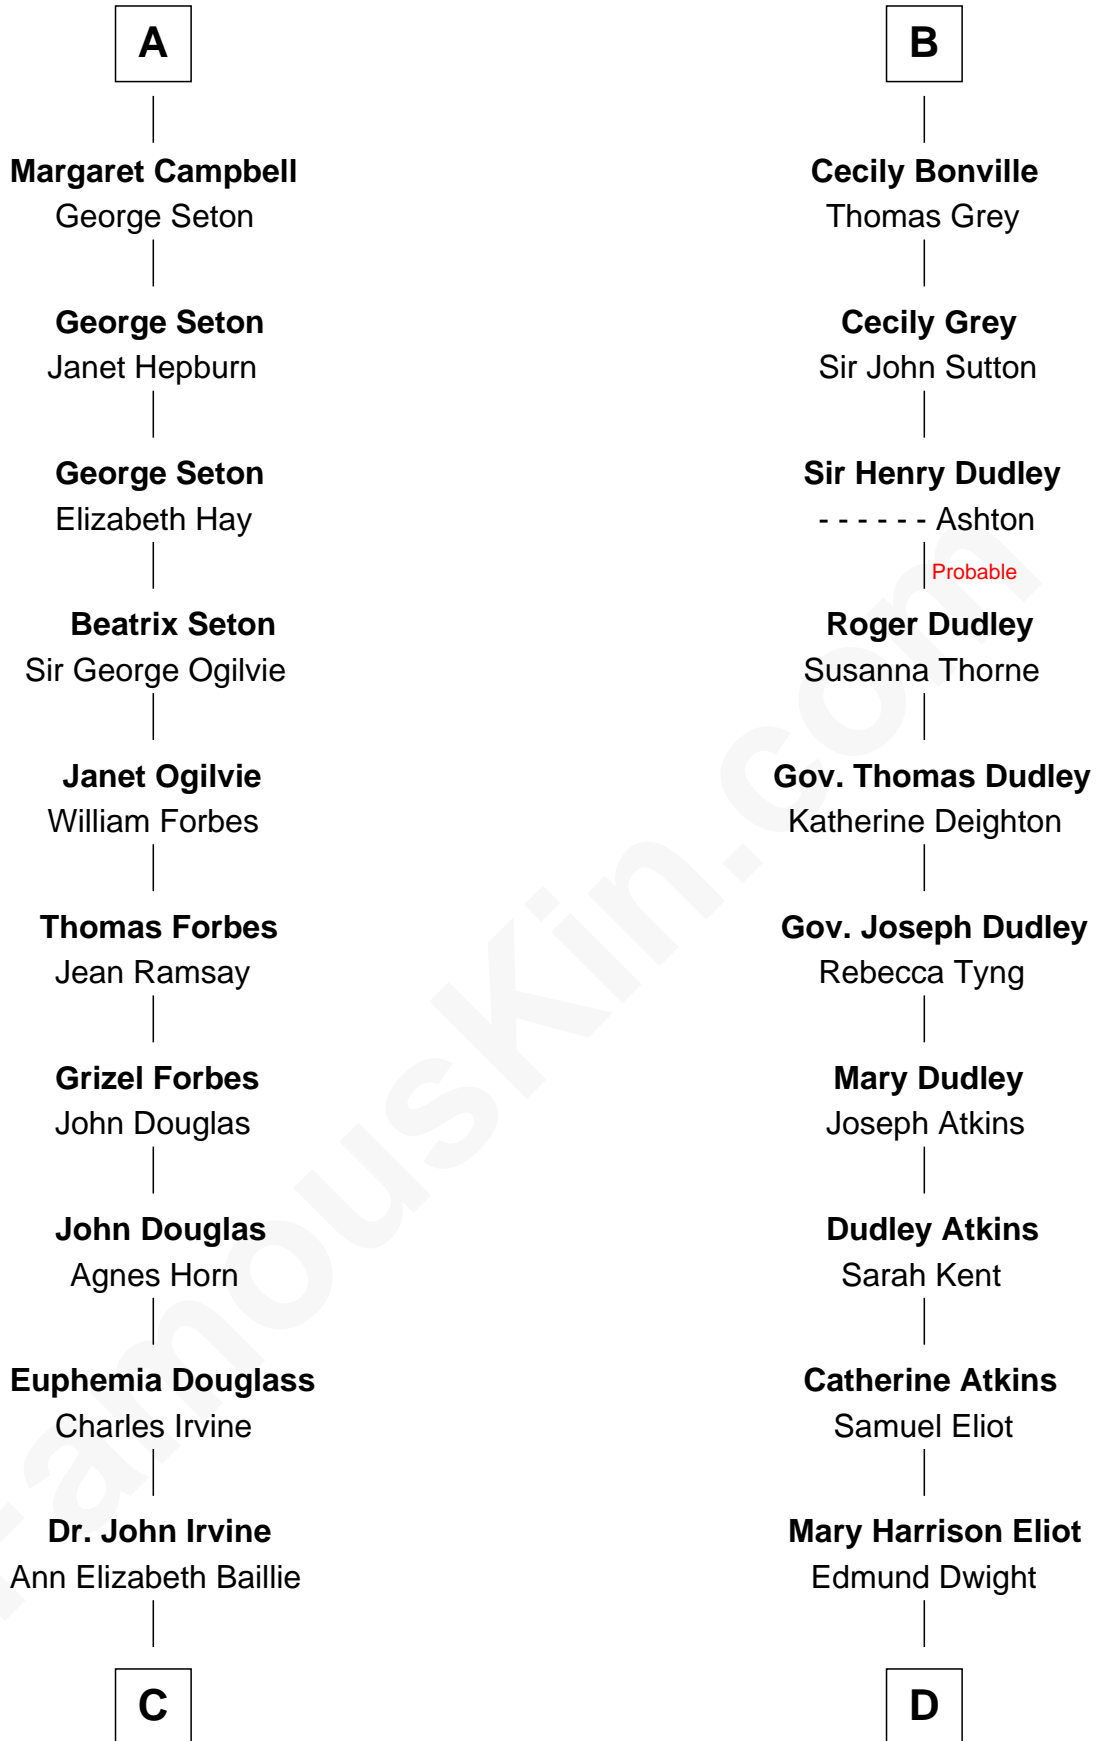 A
Margaret Campbell
George Seton
George Seton
Janet Hepburn
George Seton
Elizabeth Hay
Beatrix Seton
Sir George Ogilvie
Janet Ogilvie
William Forbes
Thomas Forbes
Jean Ramsay
Grizel Forbes
John Douglas
John Douglas
Agnes Horn
Euphemia Douglass
Charles Irvine
Dr. John Irvine
Ann Elizabeth Baillie
C
B
Cecily Bonville
Thomas Grey
Cecily Grey
Sir John Sutton
Sir Henry Dudley
- - - - - - Ashton
Probable
Roger Dudley
Susanna Thorne
Gov. Thomas Dudley
Katherine Deighton
Gov. Joseph Dudley
Rebecca Tyng
Mary Dudley
Joseph Atkins
Dudley Atkins
Sarah Kent
Catherine Atkins
Samuel Eliot
Mary Harrison Eliot
Edmund Dwight
D
FamousKin.com